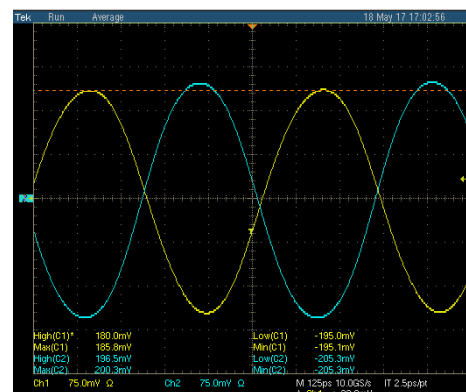 Tek Run Average 18 May 17 17:02:56
T
High(C1)* 180.0mV Low(C1) -195.0mV
Max(C1) 185.8mV Min(C1) -195.1mV
High(C2) 196.5mV Low(C2) -205.3mV
Max(C2) 200.3mV Min(C2) -205.3mV
Ch1 75.0mV Ω Ch2 75.0mV Ω M 125ps 10.0GS/s IT 2.5ps/pt